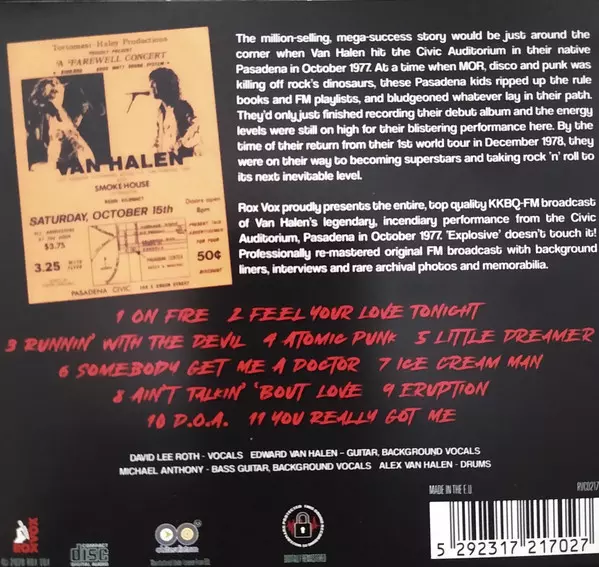 Tortament-Haley Productions
PROUDLY PRESENT
"A FAREWELL CONCERT"
VAN HALEN
SMOKE HOUSE
SATURDAY, OCTOBER 15th
Doors open
8pm
$3.75
3.25
50¢
DISCOUNT
PASADENA CIVIC
The million-selling, mega-success story would be just around the
corner when Van Halen hit the Civic Auditorium in their native
Pasadena in October 1977. At a time when MOR, disco and punk was
killing off rock's dinosaurs, these Pasadena kids ripped up the rule
books and FM playlists, and bludgeoned whatever lay in their path.
They'd only just finished recording their debut album and the energy
levels were still on high for their blistering performance here. By the
time of their return from their 1st world tour in December 1978, they
were on their way to becoming superstars and taking rock 'n' roll to
its next inevitable level.
Rox Vox proudly presents the entire, top quality KKBQ-FM broadcast
of Van Halen's legendary, incendiary performance from the Civic
Auditorium, Pasadena in October 1977. 'Explosive' doesn't touch it!
Professionally re-mastered original FM broadcast with background
liners, interviews and rare archival photos and memorabilia.
1 ON FIRE 2 FEEL YOUR LOVE TONIGHT
3 RUNNIN' WITH THE DEVIL 4 ATOMIC PUNK 5 LITTLE DREAMER
6 SOMEBODY GET ME A DOCTOR 7 ICE CREAM MAN
8 AIN'T TALKIN' 'BOUT LOVE 9 ERUPTION
10 D.O.A. 11 YOU REALLY GOT ME
DAVID LEE ROTH - VOCALS EDWARD VAN HALEN - GUITAR, BACKGROUND VOCALS
MICHAEL ANTHONY - BASS GUITAR, BACKGROUND VOCALS ALEX VAN HALEN - DRUMS
MADE IN THE E.U.
RVCD217
ROX VOX
COMPACT
disc
DIGITAL AUDIO
DIGITALLY REMASTERED
5 292317 217027